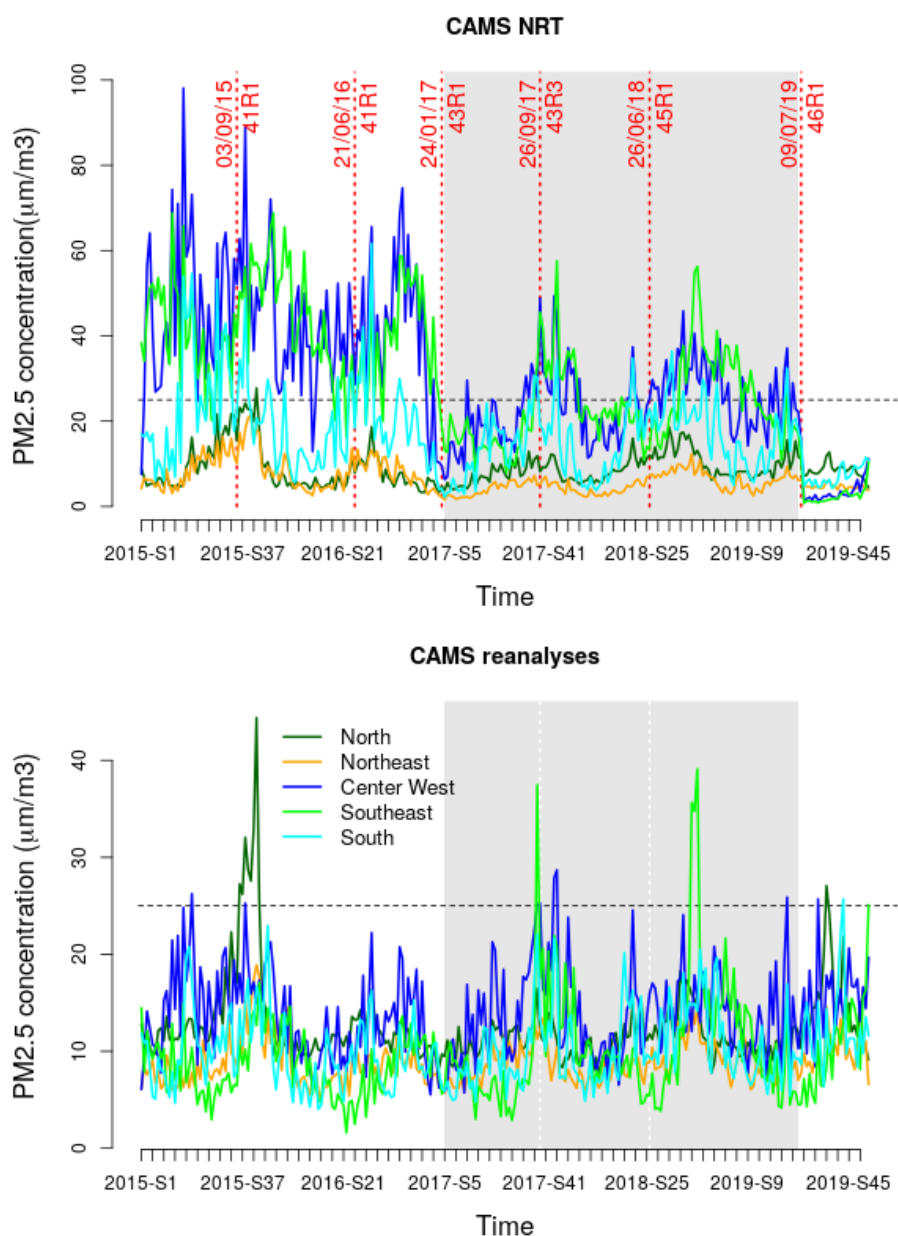 CAMS NRT
PM2.5 concentration(µm/m3)
0
20
40
60
80
100
03/09/15
41R1
21/06/16
41R1
24/01/17
43R1
26/09/17
43R3
26/06/18
45R1
09/07/19
46R1
2015-S1 2015-S37 2016-S21 2017-S5 2017-S41 2018-S25 2019-S9 2019-S45
Time
CAMS reanalyses
PM2.5 concentration (µm/m3)
0
10
20
30
40
North
Northeast
Center West
Southeast
South
2015-S1 2015-S37 2016-S21 2017-S5 2017-S41 2018-S25 2019-S9 2019-S45
Time